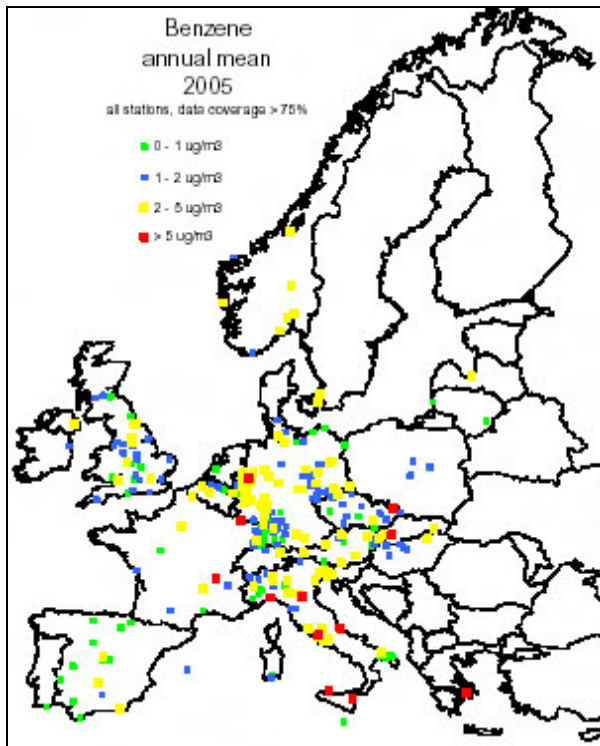 Benzene
annual mean
2005
all stations, data coverage > 75%
0 - 1 ug/m3
1 - 2 ug/m3
2 - 5 ug/m3
> 5 ug/m3